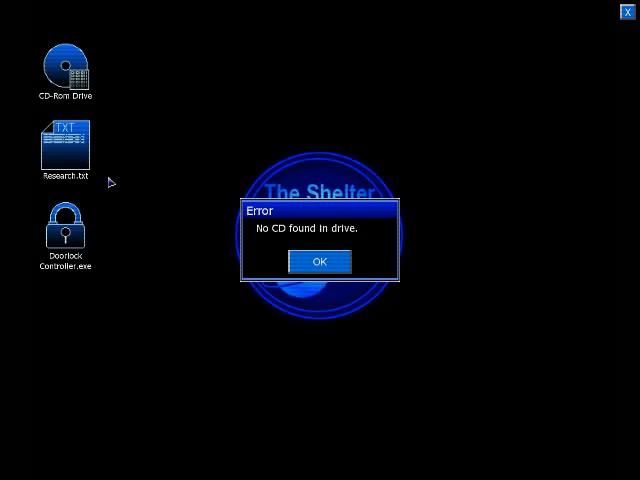 X
CD-Rom Drive
TXT
Research.txt
Doorlock
Controller.exe
The Shelter
Error
No CD found in drive.
OK